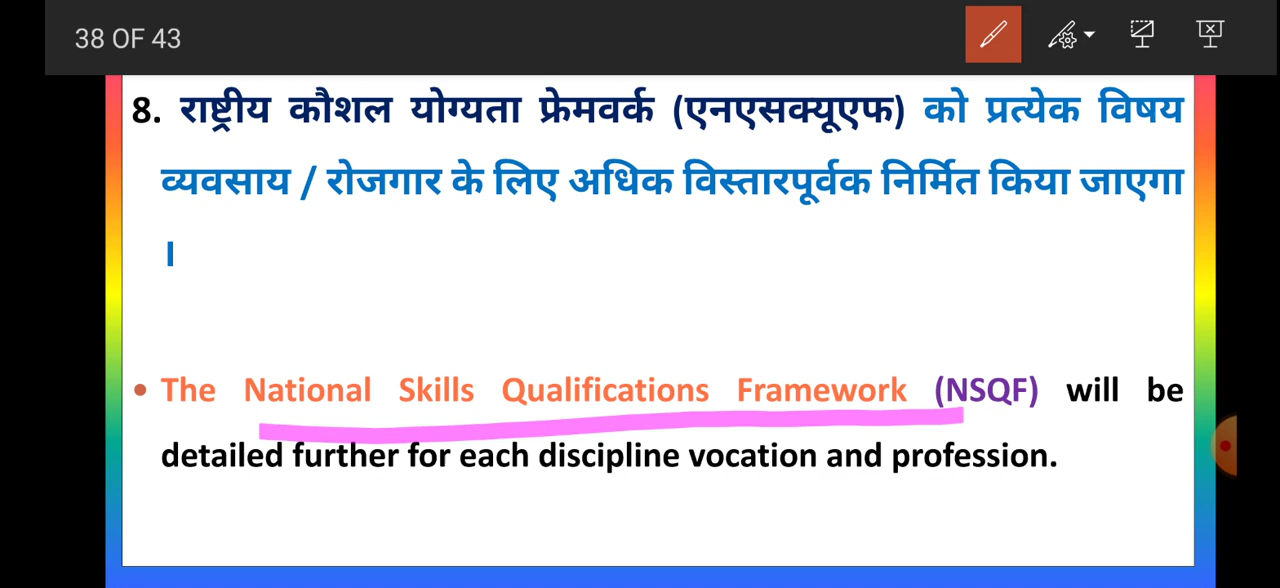 38 OF 43
8. राष्ट्रीय कौशल योग्यता फ्रेमवर्क (एनएसक्यूएफ) को प्रत्येक विषय
व्यवसाय / रोजगार के लिए अधिक विस्तारपूर्वक निर्मित किया जाएगा
।
• The National Skills Qualifications Framework (NSQF) will be
detailed further for each discipline vocation and profession.